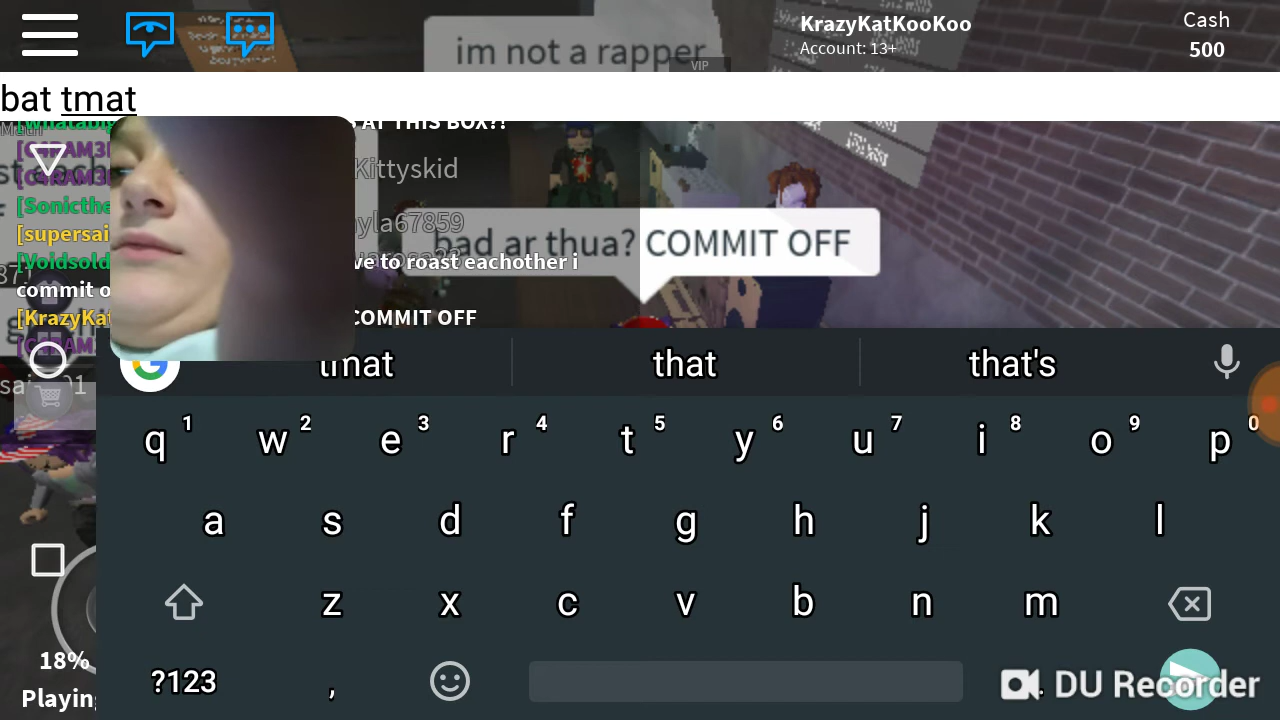 im not a rapper
KrazyKatKooKoo
Account: 13+
Cash
500
VIP
bat tmat
AT THIS BOX?!
Kittyskid
[Sonicthe
[supersai
[Voidsold
ve to roast eachother i
commit o
[KrazyKat
COMMIT OFF
bad ar thua? COMMIT OFF
tmat that that's
q 1 w 2 e 3 r 4 t 5 y 6 u 7 i 8 o 9 p 0
a s d f g h j k l
z x c v b n m
?123 , .
18%
Playing
DU Recorder